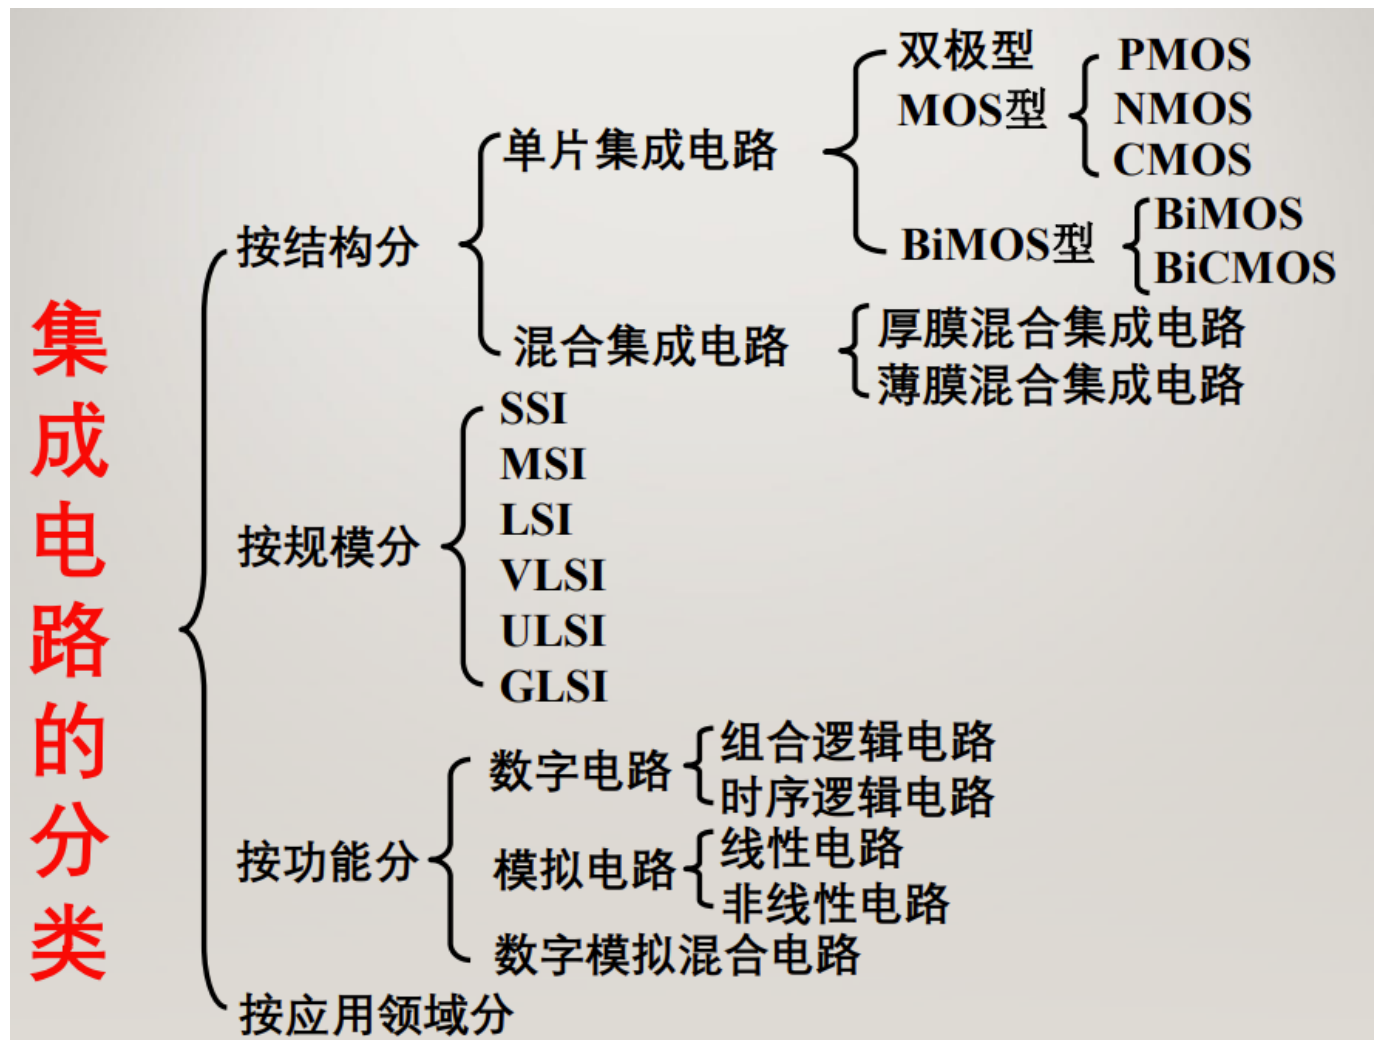 集成电路的分类
按结构分
单片集成电路
双极型
MOS型
PMOS
NMOS
CMOS
BiMOS型
BiMOS
BiCMOS
混合集成电路
厚膜混合集成电路
薄膜混合集成电路
按规模分
SSI
MSI
LSI
VLSI
ULSI
GLSI
按功能分
数字电路
组合逻辑电路
时序逻辑电路
模拟电路
线性电路
非线性电路
数字模拟混合电路
按应用领域分